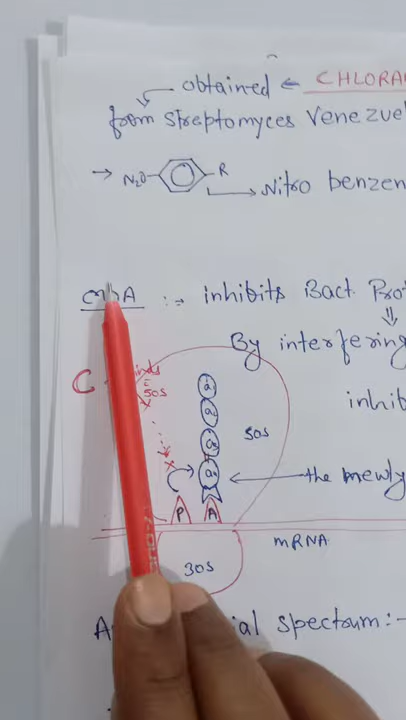 obtained ← CHLORA
from streptomyces Venezue
→ N₂O R → Nitro benzen
:→ inhibits Bact Pro
By interfering
C 50s
inhib
50s
the newly
P A
mRNA
30s
ial spectrum:-